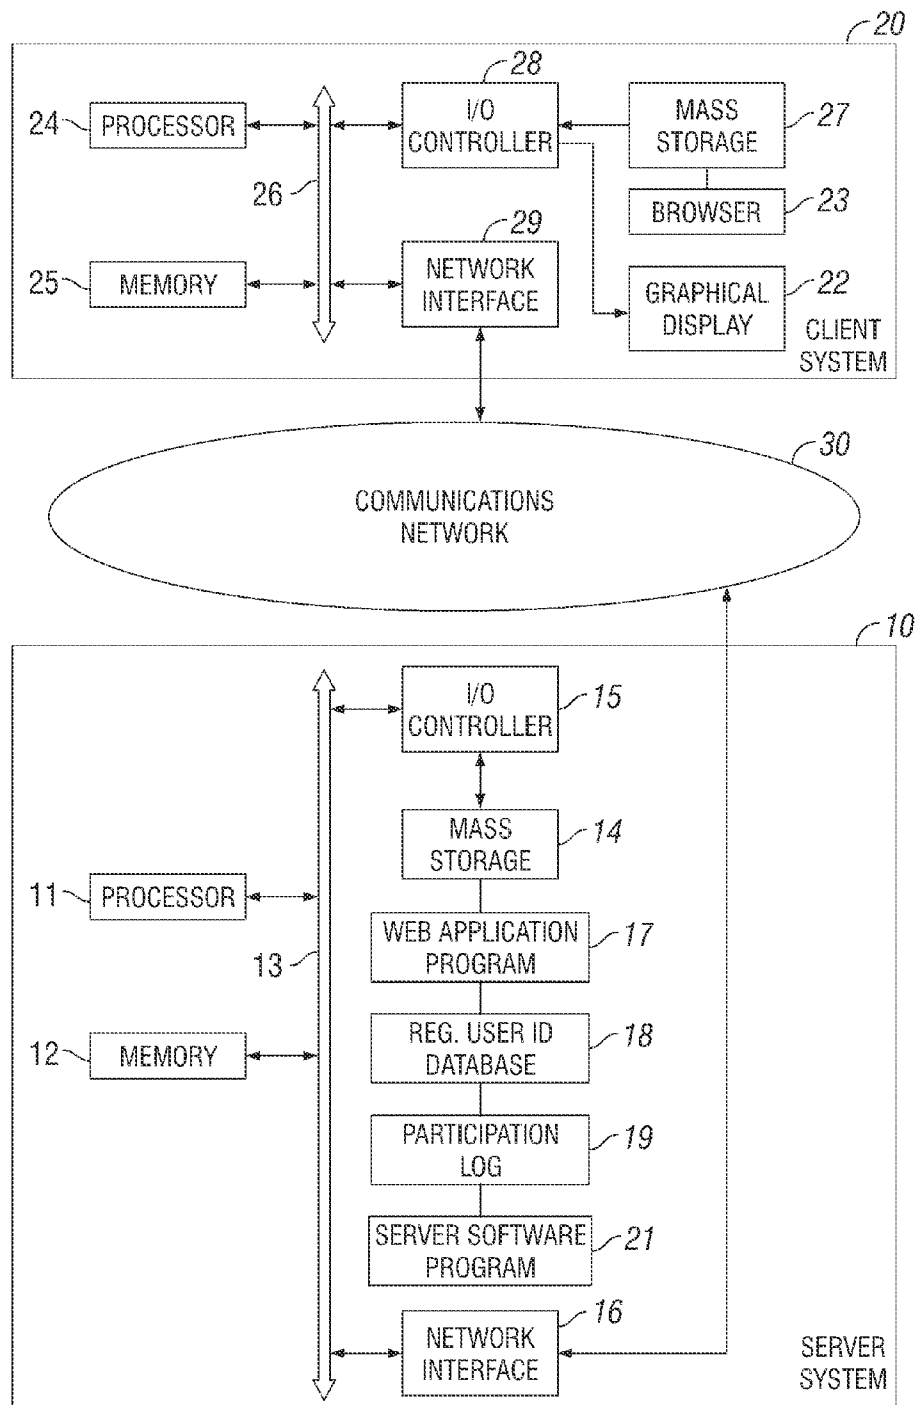 20
28
24
PROCESSOR
I/O
CONTROLLER
MASS
STORAGE
27
26
BROWSER
23
29
25
MEMORY
NETWORK
INTERFACE
GRAPHICAL
DISPLAY
22
CLIENT
SYSTEM
30
COMMUNICATIONS
NETWORK
10
I/O
CONTROLLER
15
MASS
STORAGE
14
11
PROCESSOR
13
WEB APPLICATION
PROGRAM
17
12
MEMORY
REG. USER ID
DATABASE
18
PARTICIPATION
LOG
19
SERVER SOFTWARE
PROGRAM
21
16
NETWORK
INTERFACE
SERVER
SYSTEM